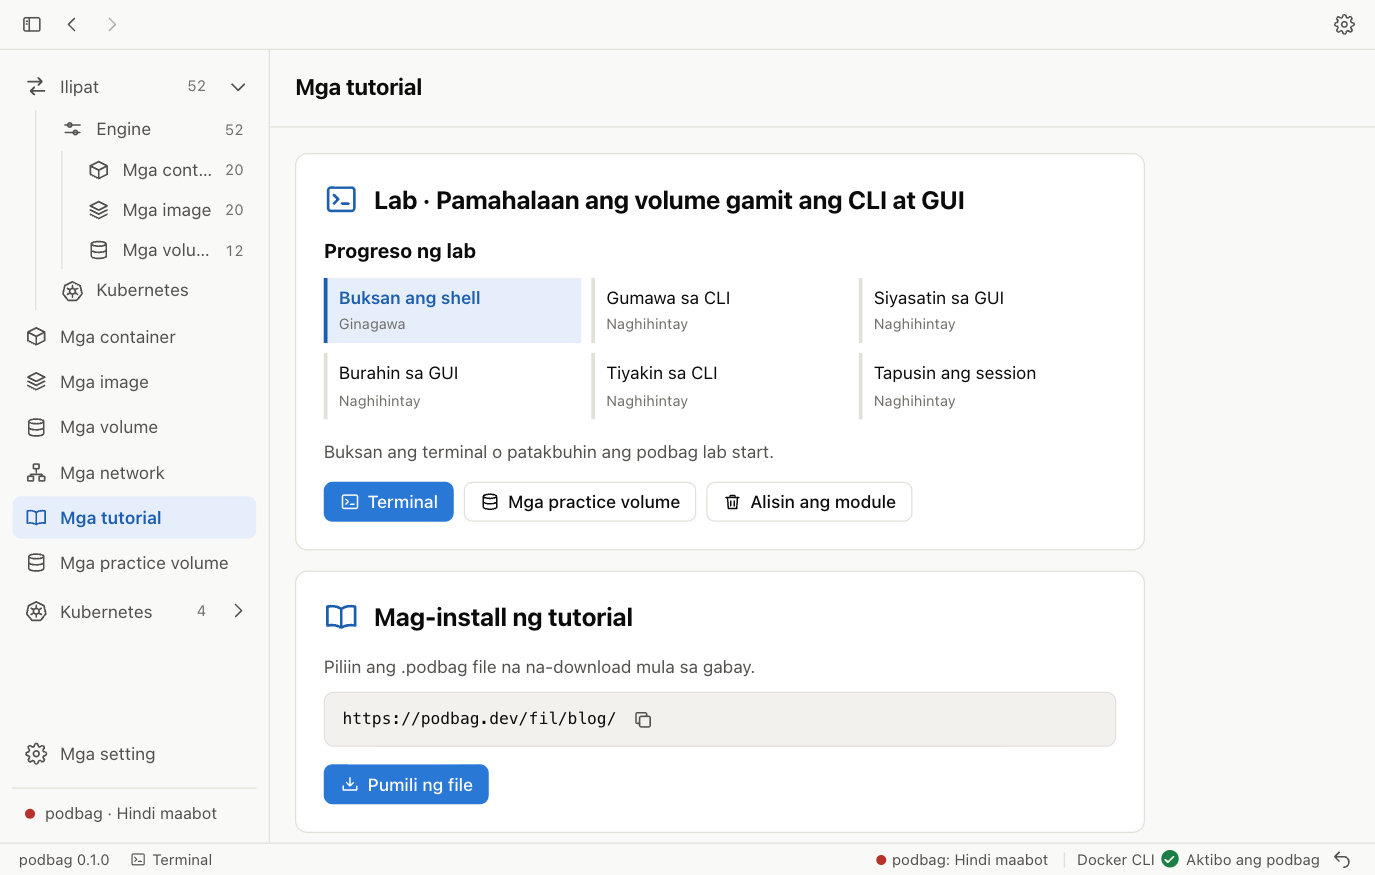 Ilipat 52
Engine 52
Mga cont... 20
Mga image 20
Mga volu... 12
Kubernetes
Mga container
Mga image
Mga volume
Mga network
Mga tutorial
Mga practice volume
Kubernetes 4
Mga setting
podbag · Hindi maabot
Mga tutorial
Lab · Pamahalaan ang volume gamit ang CLI at GUI
Progreso ng lab
Buksan ang shell
Ginagawa
Gumawa sa CLI
Naghihintay
Siyasatin sa GUI
Naghihintay
Burahin sa GUI
Naghihintay
Tiyakin sa CLI
Naghihintay
Tapusin ang session
Naghihintay
Buksan ang terminal o patakbuhin ang podbag lab start.
Terminal
Mga practice volume
Alisin ang module
Mag-install ng tutorial
Piliin ang .podbag file na na-download mula sa gabay.
https://podbag.dev/fil/blog/
Pumili ng file
podbag 0.1.0
Terminal
podbag: Hindi maabot
Docker CLI
Aktibo ang podbag